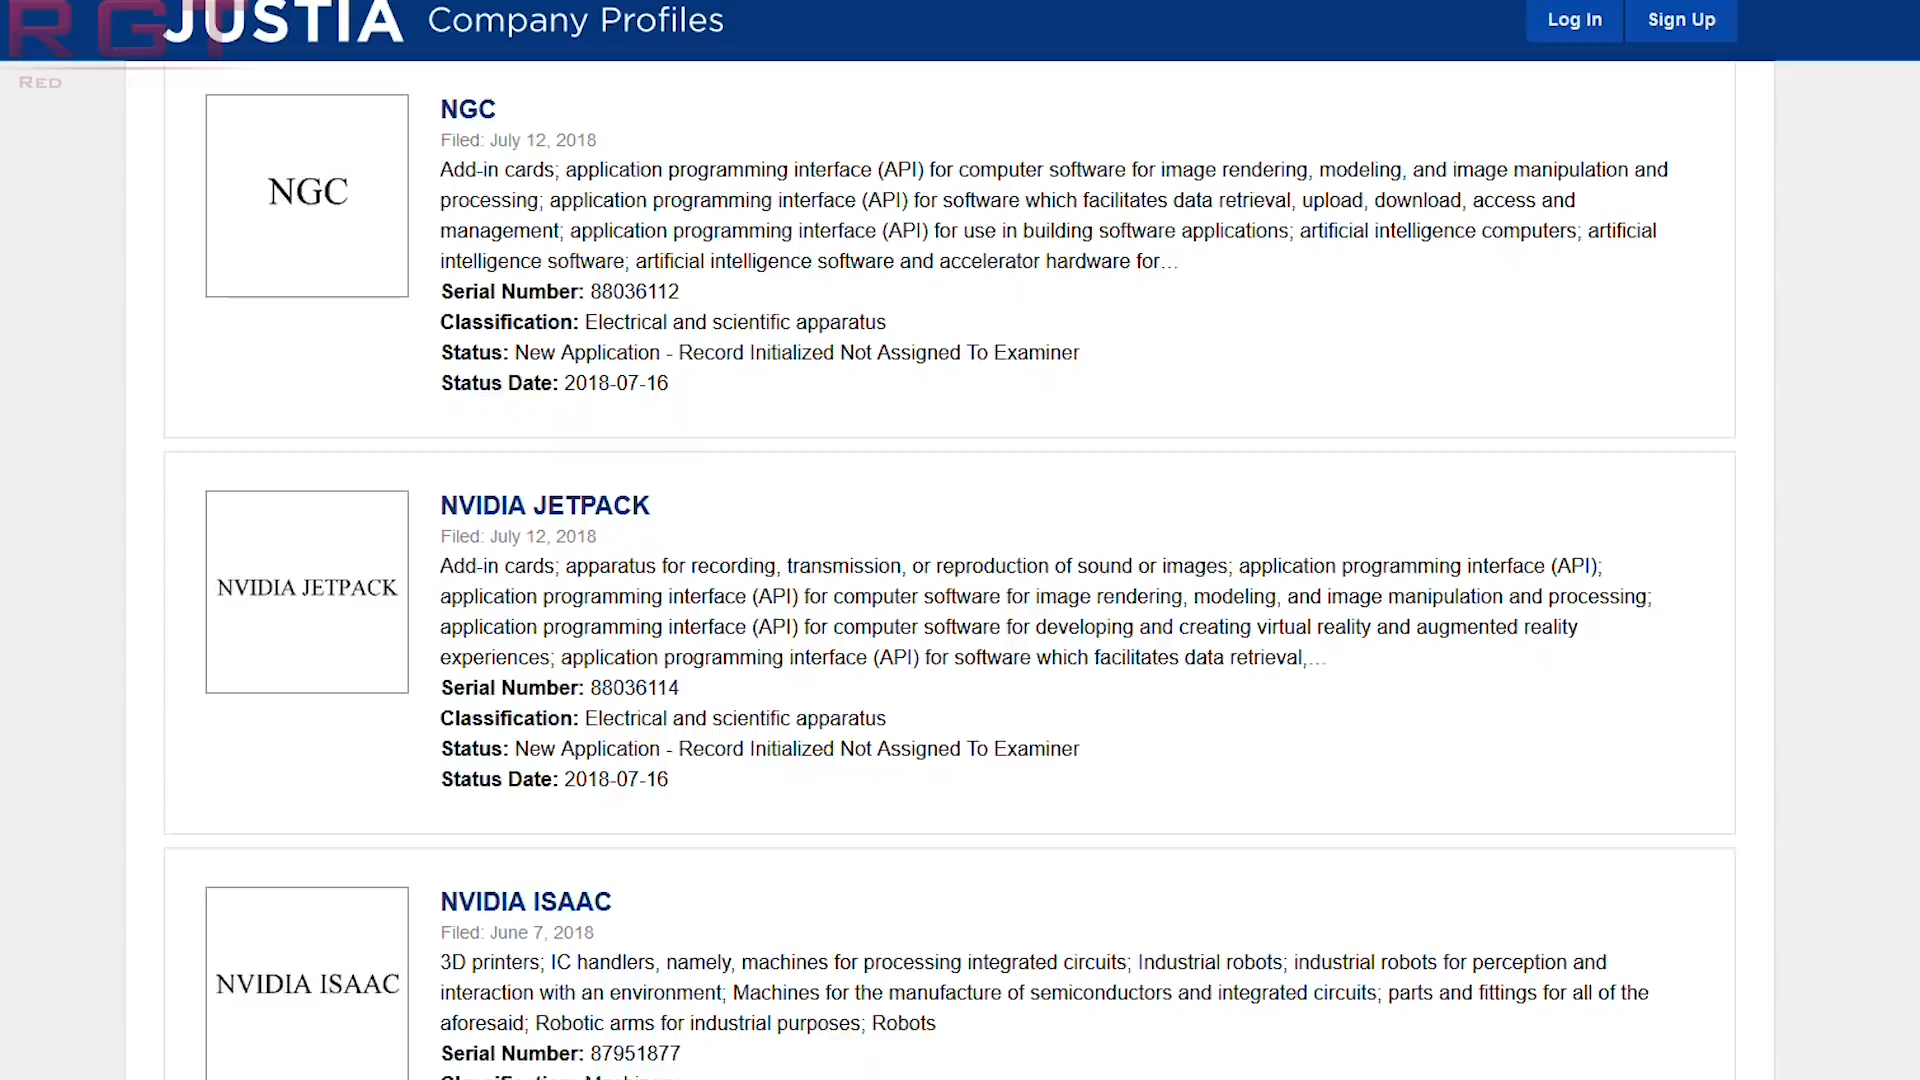 RGT
RED
JUSTIA Company Profiles
Log In
Sign Up
NGC
NGC
Filed: July 12, 2018
Add-in cards; application programming interface (API) for computer software for image rendering, modeling, and image manipulation and
processing; application programming interface (API) for software which facilitates data retrieval, upload, download, access and
management; application programming interface (API) for use in building software applications; artificial intelligence computers; artificial
intelligence software; artificial intelligence software and accelerator hardware for…
Serial Number: 88036112
Classification: Electrical and scientific apparatus
Status: New Application - Record Initialized Not Assigned To Examiner
Status Date: 2018-07-16
NVIDIA JETPACK
NVIDIA JETPACK
Filed: July 12, 2018
Add-in cards; apparatus for recording, transmission, or reproduction of sound or images; application programming interface (API);
application programming interface (API) for computer software for image rendering, modeling, and image manipulation and processing;
application programming interface (API) for computer software for developing and creating virtual reality and augmented reality
experiences; application programming interface (API) for software which facilitates data retrieval,…
Serial Number: 88036114
Classification: Electrical and scientific apparatus
Status: New Application - Record Initialized Not Assigned To Examiner
Status Date: 2018-07-16
NVIDIA ISAAC
NVIDIA ISAAC
Filed: June 7, 2018
3D printers; IC handlers, namely, machines for processing integrated circuits; Industrial robots; industrial robots for perception and
interaction with an environment; Machines for the manufacture of semiconductors and integrated circuits; parts and fittings for all of the
aforesaid; Robotic arms for industrial purposes; Robots
Serial Number: 87951877
Classification: Machinery